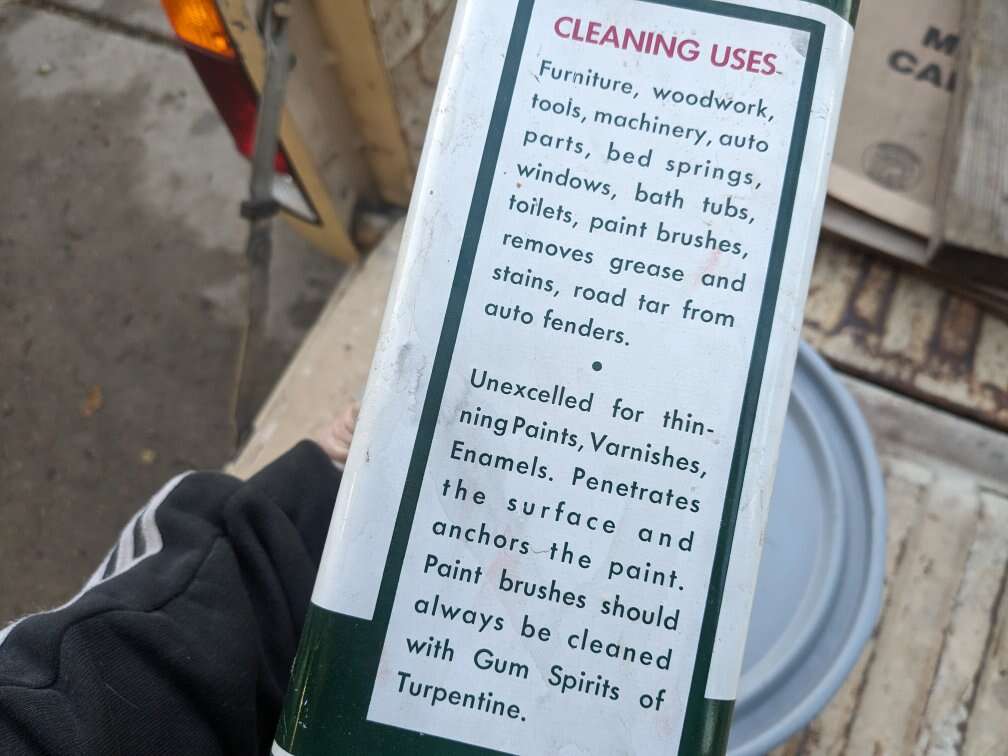 CLEANING USES
Furniture, woodwork,
tools, machinery, auto
parts, bed springs,
windows, bath tubs,
toilets, paint brushes,
removes grease and
stains, road tar from
auto fenders.
•
Unexcelled for thin-
ning Paints, Varnishes,
Enamels. Penetrates
the surface and
anchors the paint.
Paint brushes should
always be cleaned
with Gum Spirits of
Turpentine.